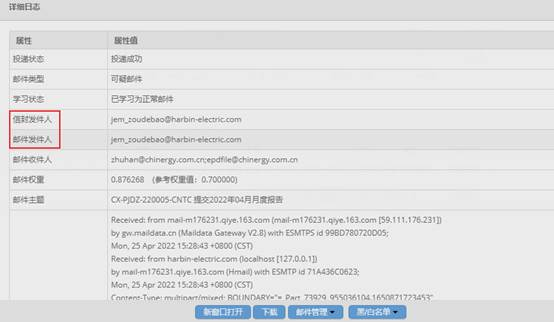 详细日志
属性 属性值
投递状态 投递成功
邮件类型 可疑邮件
学习状态 已学习为正常邮件
信封发件人 jem_zoudebao@harbin-electric.com
邮件发件人 jem_zoudebao@harbin-electric.com
邮件收件人 zhuhan@chinergy.com.cn;epdfile@chinergy.com.cn
邮件权重 0.876268 (参考权重值：0.700000)
邮件主题 CX-PJDZ-220005-CNTC 提交2022年04月月度报告
Received: from mail-m176231.qiye.163.com (mail-m176231.qiye.163.com [59.111.176.231])
by gw.maildata.cn (Maildata Gateway V2.8) with ESMTPS id 99BD780720D05;
Mon, 25 Apr 2022 15:28:43 +0800 (CST)
Received: from harbin-electric.com (localhost [127.0.0.1])
by mail-m176231.qiye.163.com (Hmail) with ESMTP id 71A436C0623;
Mon, 25 Apr 2022 15:28:43 +0800 (CST)
Content-Type: multipart/mixed; BOUNDARY="=_Part_73929_955036104.1650871723453"
新窗口打开 下载 邮件管理 黑/白名单